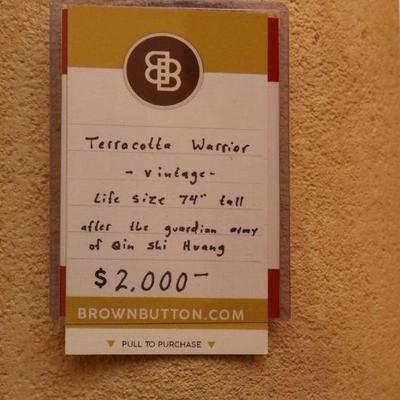 BB
Terracotta Warrior
- Vintage -
Life Size 74" tall
after the guardian army
of Qin Shi Huang
$2,000-
BROWNBUTTON.COM
▼ PULL TO PURCHASE ▼